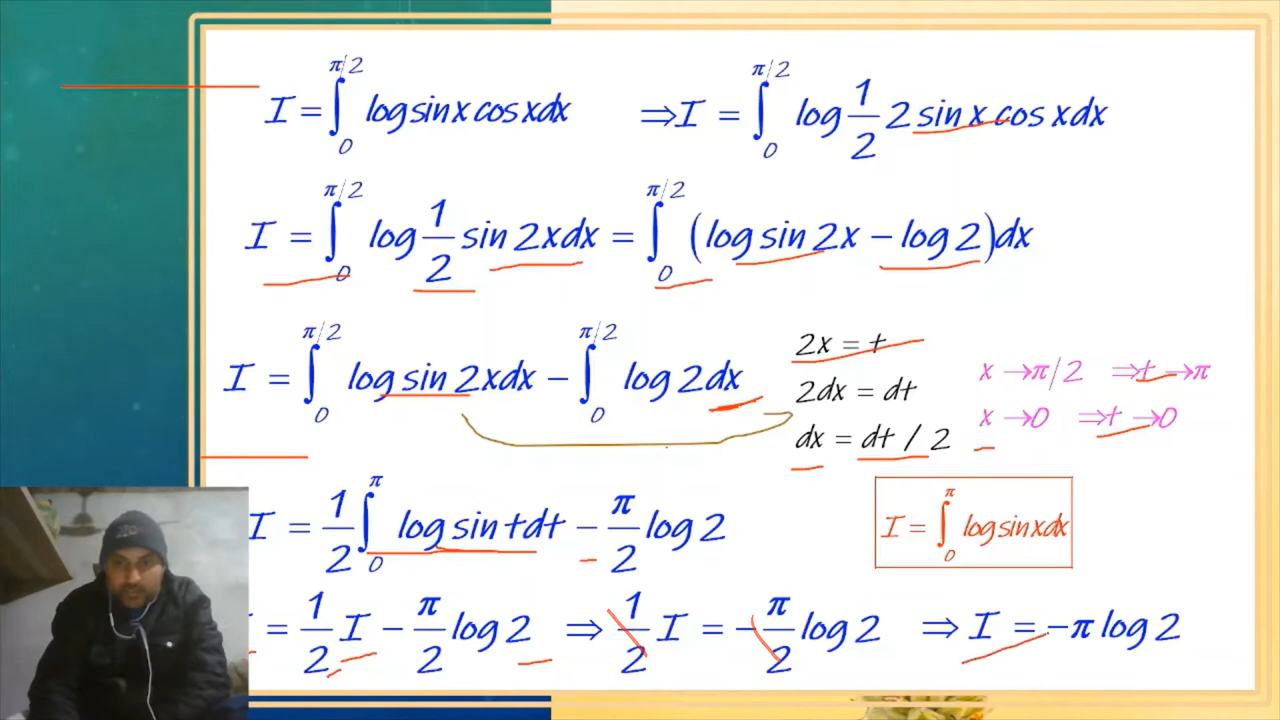 I = ∫₀^{π/2} log sin x cos x dx ⇒ I = ∫₀^{π/2} log 1/2 2 sin x cos x dx
I = ∫₀^{π/2} log 1/2 sin 2x dx = ∫₀^{π/2} (log sin 2x − log 2) dx
I = ∫₀^{π/2} log sin 2x dx − ∫₀^{π/2} log 2 dx
2x = t
2dx = dt
dx = dt / 2
x → π/2 ⇒ t → π
x → 0 ⇒ t → 0
I = 1/2 ∫₀^{π} log sin t dt − π/2 log 2
I = ∫₀^{π} log sin x dx
= 1/2 I − π/2 log 2 ⇒ 1/2 I = − π/2 log 2 ⇒ I = −π log 2